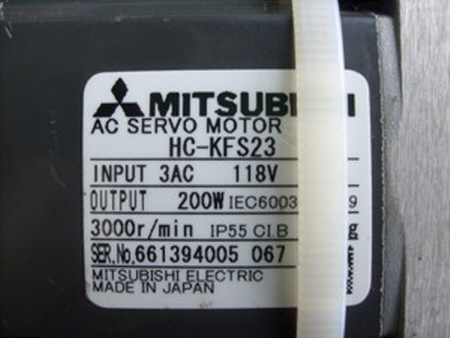 MITSUBI I
AC SERVO MOTOR
HC-KFS23
INPUT 3AC 118V
OUTPUT 200W IEC6003 9
3000r/min IP55 CI.B g
SER.No.661394005 067
MITSUBISHI ELECTRIC
MADE IN JAPAN